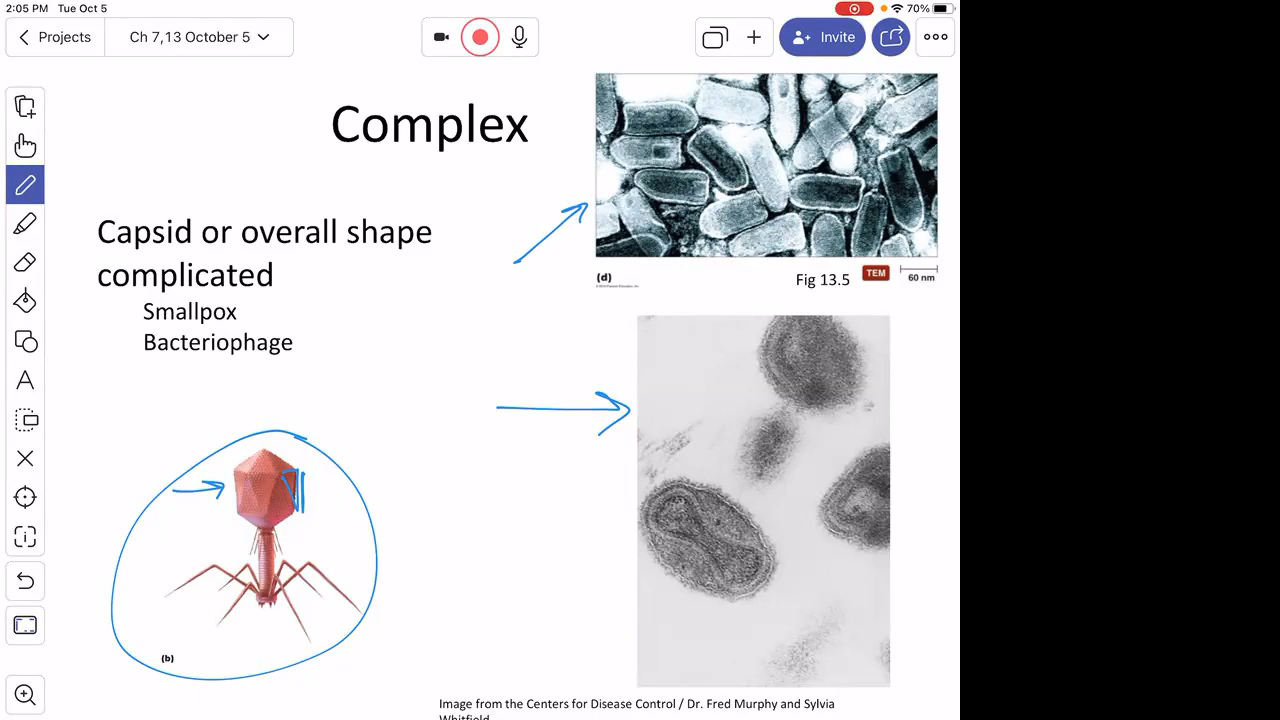 2:05 PM Tue Oct 5
70%
Projects
Ch 7,13 October 5
Invite
Complex
Capsid or overall shape
complicated
Smallpox
Bacteriophage
(d)
Fig 13.5
TEM
60 nm
(b)
A
Image from the Centers for Disease Control / Dr. Fred Murphy and Sylvia
Whitfield